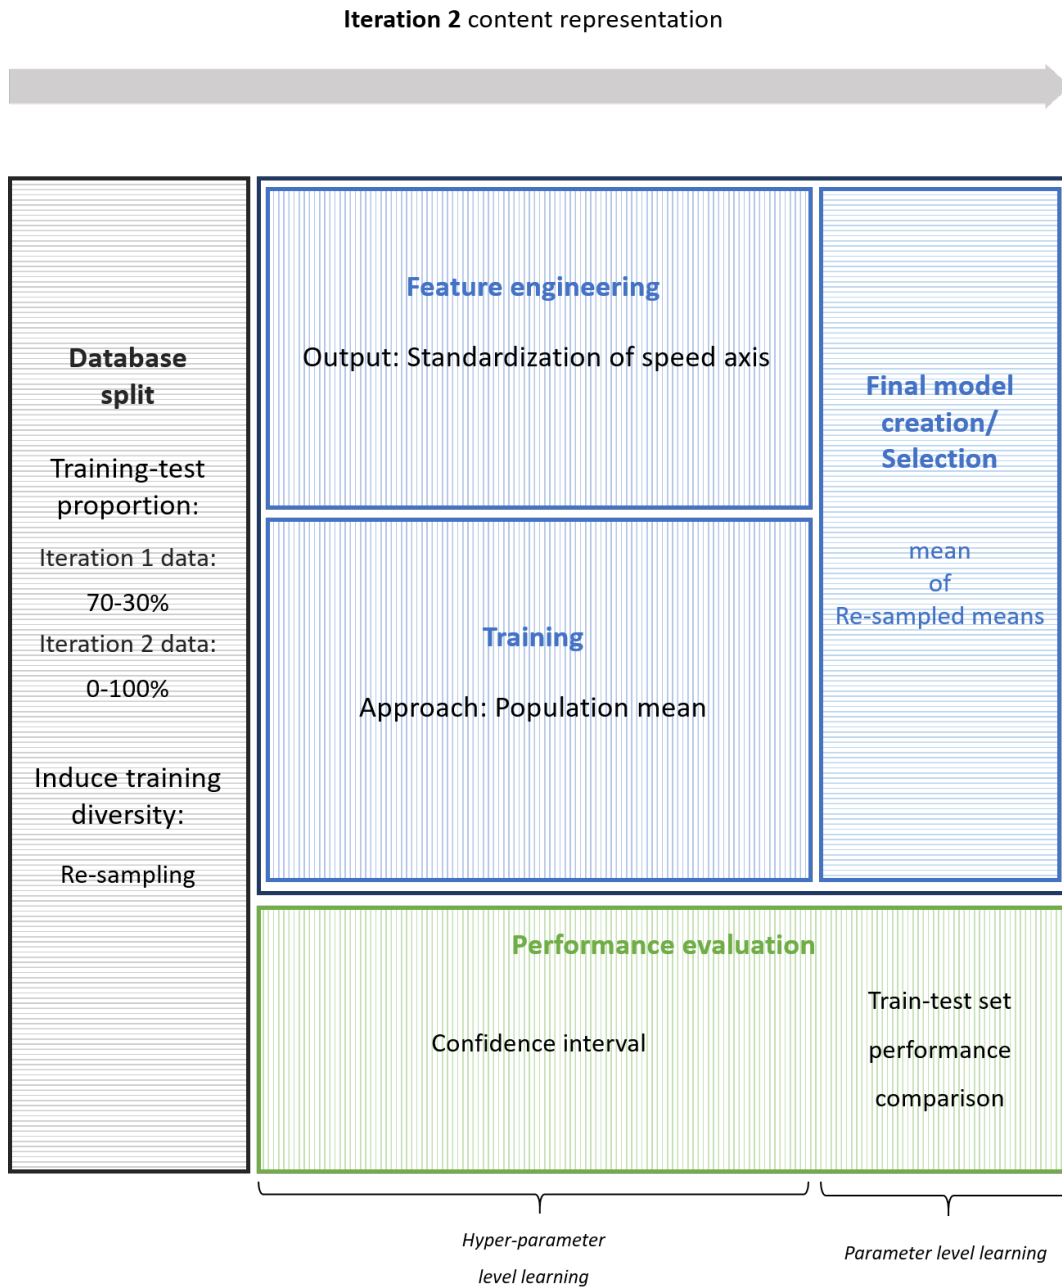 Iteration 2 content representation
Database
split
Training-test
proportion:
Iteration 1 data:
70-30%
Iteration 2 data:
0-100%
Induce training
diversity:
Re-sampling
Feature engineering
Output: Standardization of speed axis
Training
Approach: Population mean
Final model
creation/
Selection
mean
of
Re-sampled means
Performance evaluation
Confidence interval
Train-test set
performance
comparison
Hyper-parameter
level learning
Parameter level learning